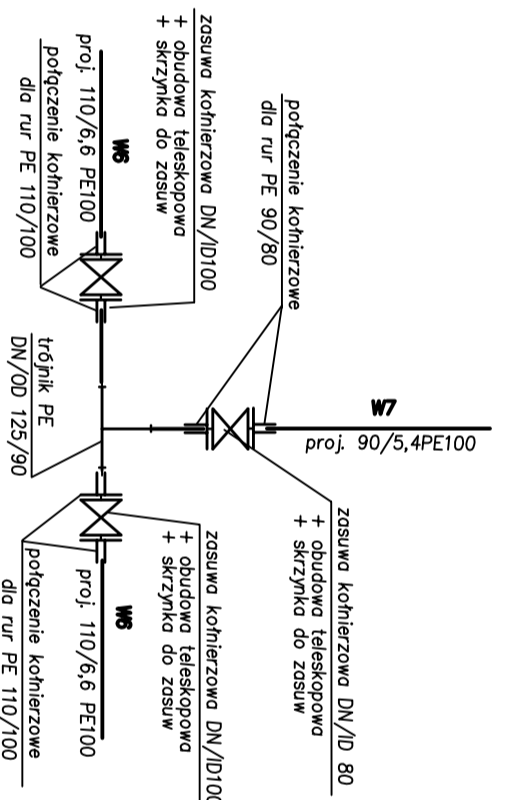 zasuwa kołnierzowa DN/ID100
+ obudowa teleskopowa
+ skrzynka do zasuw
połączenie kołnierzowe
dla rur PE 90/80
W6
proj. 110/6,6 PE100
połączenie kołnierzowe
dla rur PE 110/100
W7
proj. 90/5,4PE100
trójnik PE
DN/OD 125/90
zasuwa kołnierzowa DN/ID 80
+ obudowa teleskopowa
+ skrzynka do zasuw
zasuwa kołnierzowa DN/ID100
+ obudowa teleskopowa
+ skrzynka do zasuw
W6
proj. 110/6,6 PE100
połączenie kołnierzowe
dla rur PE 110/100